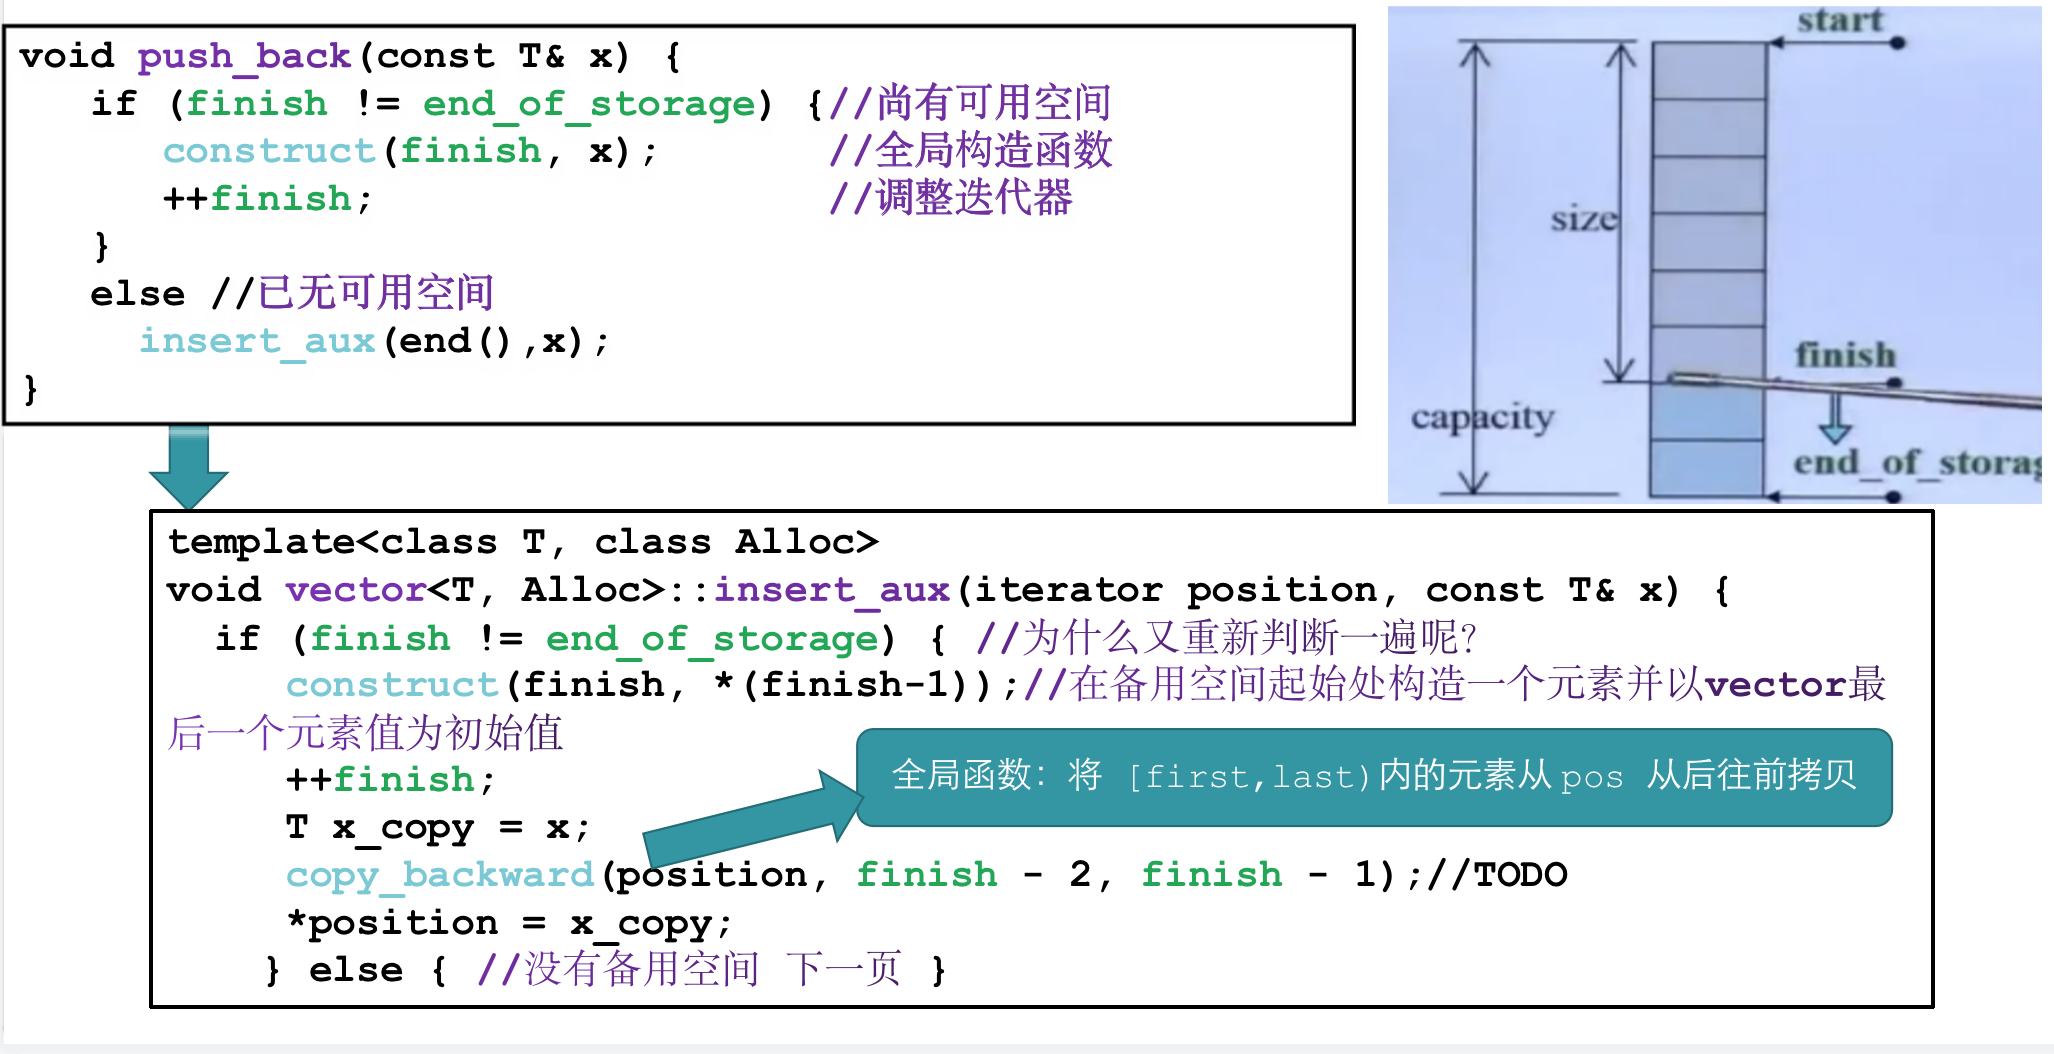 void push_back(const T& x) {
if (finish != end_of_storage) {//尚有可用空间
construct(finish, x); //全局构造函数
++finish; //调整迭代器
}
else //已无可用空间
insert_aux(end(),x);
}
start
size
finish
capacity
end_of_storag
template<class T, class Alloc>
void vector<T, Alloc>::insert_aux(iterator position, const T& x) {
if (finish != end_of_storage) { //为什么又重新判断一遍呢?
construct(finish, *(finish-1));//在备用空间起始处构造一个元素并以vector最
后一个元素值为初始值
++finish;
全局函数：将 [first,last)内的元素从pos 从后往前拷贝
T x_copy = x;
copy_backward(position, finish - 2, finish - 1);//TODO
*position = x_copy;
} else { //没有备用空间 下一页 }